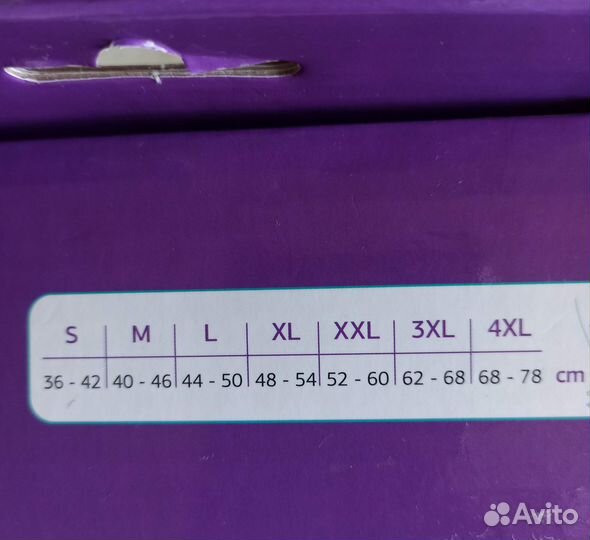 S | M | L | XL | XXL | 3XL | 4XL
36 - 42 | 40 - 46 | 44 - 50 | 48 - 54 | 52 - 60 | 62 - 68 | 68 - 78 cm
Avito